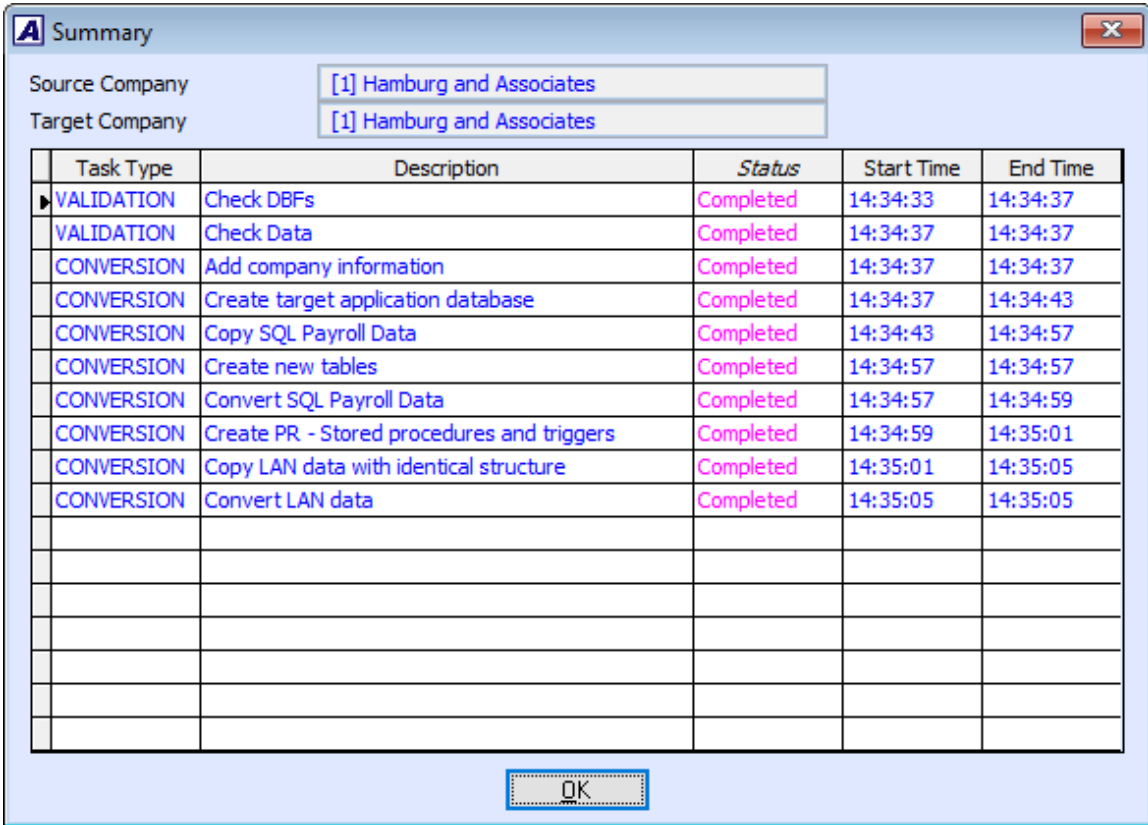 A Summary
Source Company [1] Hamburg and Associates
Target Company [1] Hamburg and Associates
Task Type Description Status Start Time End Time
VALIDATION Check DBFs Completed 14:34:33 14:34:37
VALIDATION Check Data Completed 14:34:37 14:34:37
CONVERSION Add company information Completed 14:34:37 14:34:37
CONVERSION Create target application database Completed 14:34:37 14:34:43
CONVERSION Copy SQL Payroll Data Completed 14:34:43 14:34:57
CONVERSION Create new tables Completed 14:34:57 14:34:57
CONVERSION Convert SQL Payroll Data Completed 14:34:57 14:34:59
CONVERSION Create PR - Stored procedures and triggers Completed 14:34:59 14:35:01
CONVERSION Copy LAN data with identical structure Completed 14:35:01 14:35:05
CONVERSION Convert LAN data Completed 14:35:05 14:35:05
OK